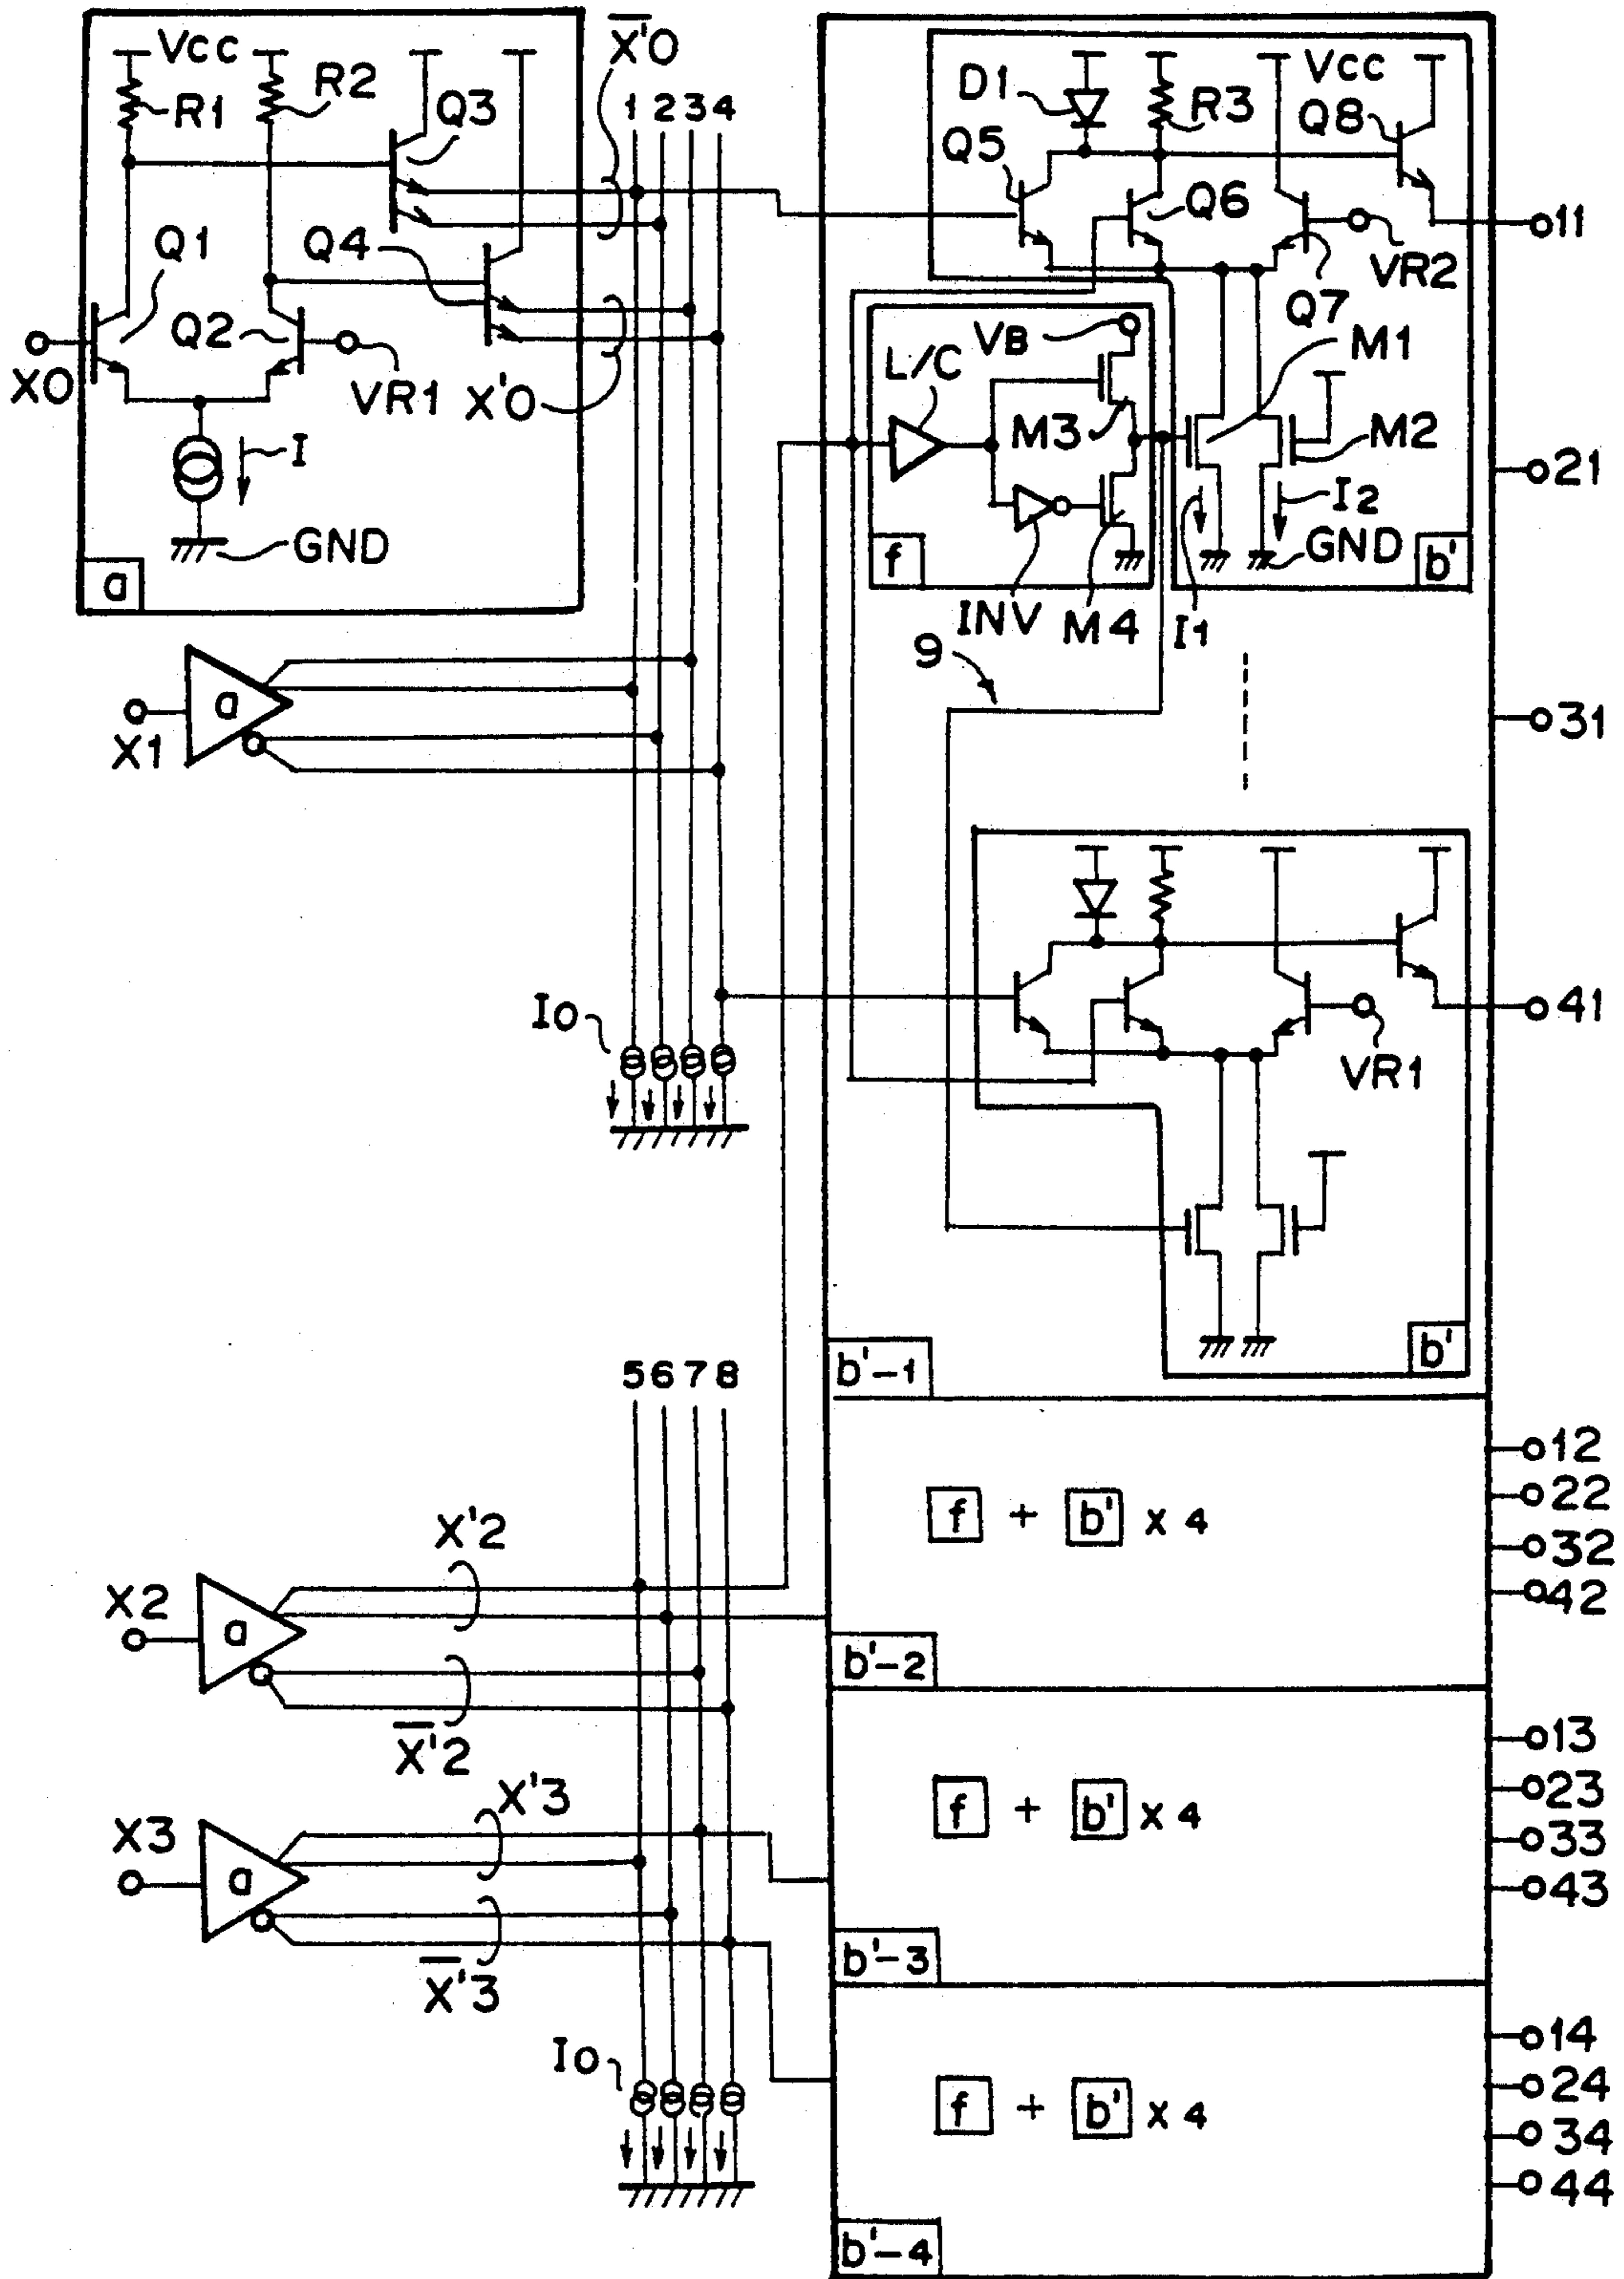 Vcc
R1
R2
Q3
X̅'0
1 2 3 4
Q1
Q4
Q2
X0
VR1
X'0
I
GND
a
D1
R3
Vcc
Q8
Q5
Q6
11
VR2
Q7
VB
L/C
M1
M3
M2
21
I2
GND
f
b'
INV
M4
I1
9
31
a
X1
41
VR1
I0
b'-1
b'
5 6 7 8
12
22
32
42
f + b' x 4
X'2
X2
a
X̅'2
b'-2
13
23
33
43
f + b' x 4
X'3
X3
a
X̅'3
b'-3
14
24
34
44
f + b' x 4
I0
b'-4